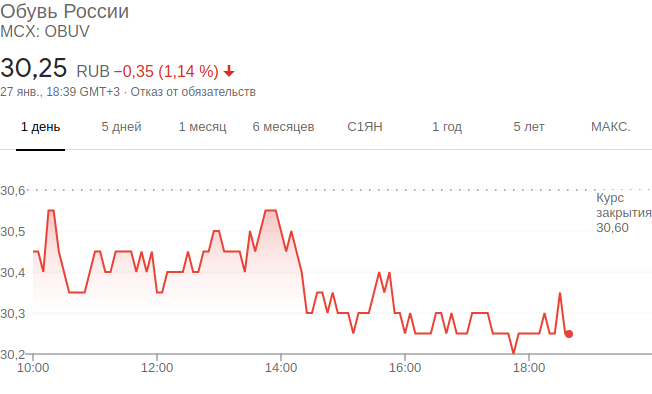 Обувь России
MCX: OBUV
30,25 RUB −0,35 (1,14 %)
27 янв., 18:39 GMT+3 · Отказ от обязательств
1 день 5 дней 1 месяц 6 месяцев С1ЯН 1 год 5 лет МАКС.
30,6
Курс
закрытия
30,60
30,5
30,4
30,3
30,2
10:00 12:00 14:00 16:00 18:00